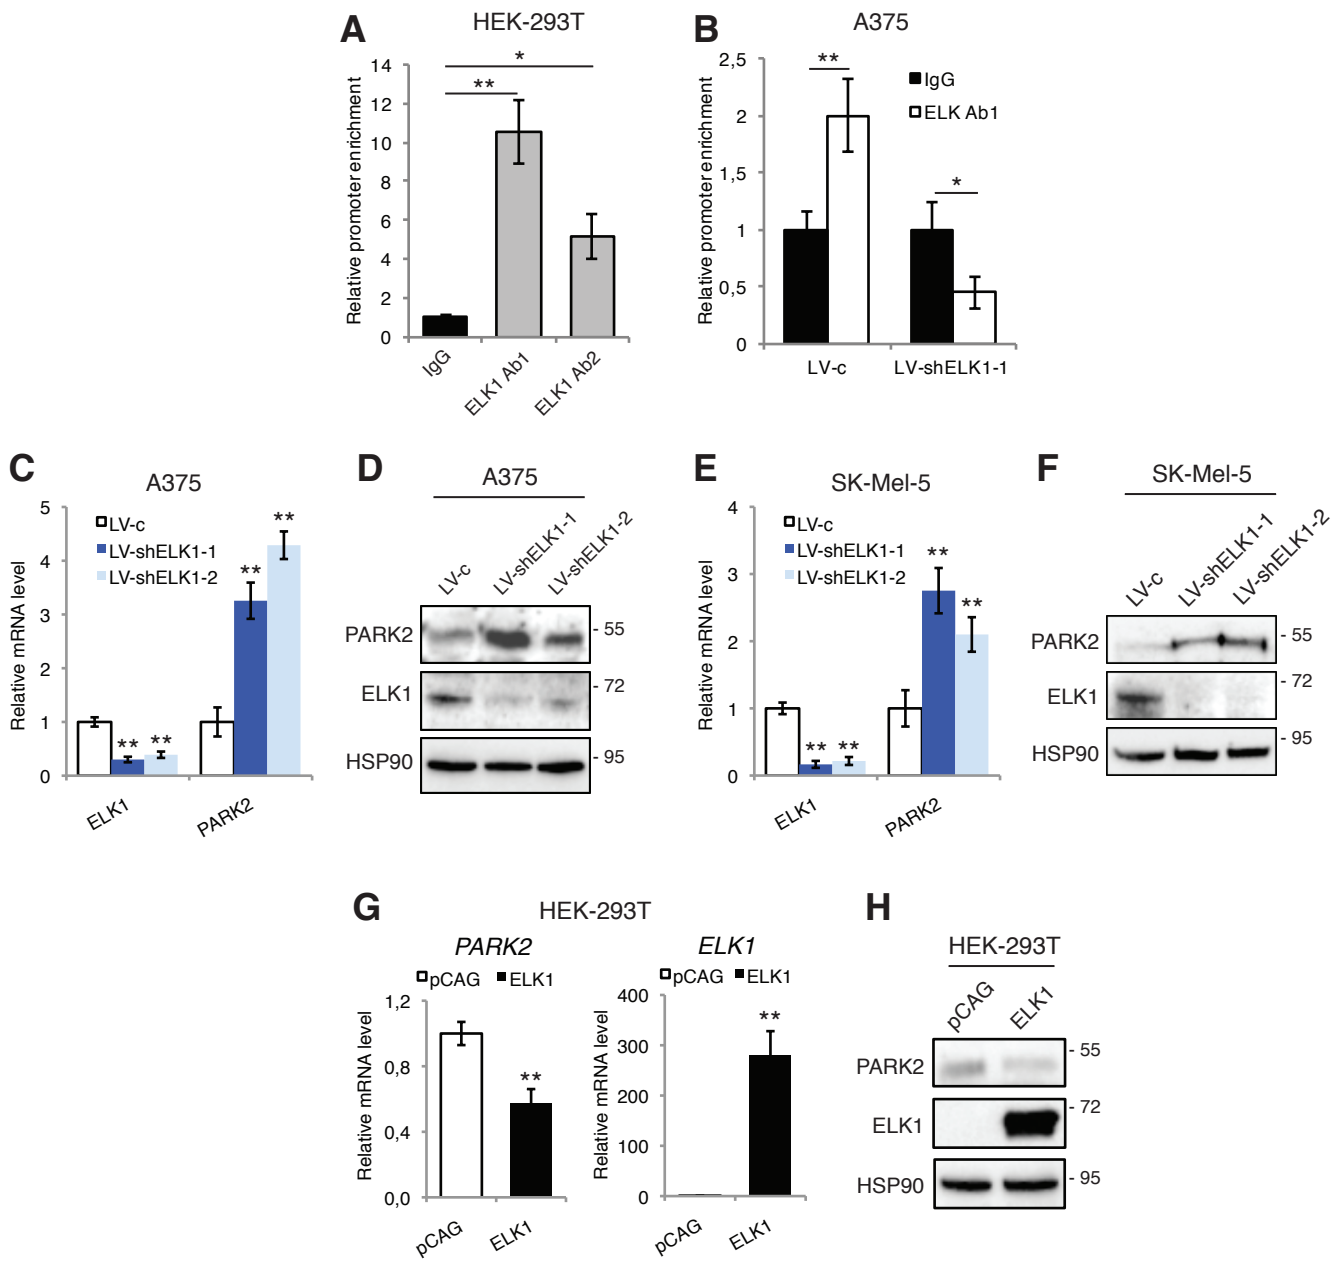 A
HEK-293T
Relative promoter enrichment
14
12
10
8
6
4
2
0
*
**
IgG
ELK1 Ab1
ELK1 Ab2
B
A375
Relative promoter enrichment
2,5
2
1,5
1
0,5
0
**
*
IgG
ELK Ab1
LV-c
LV-shELK1-1
C
A375
Relative mRNA level
5
4
3
2
1
0
LV-c
LV-shELK1-1
LV-shELK1-2
** **
** **
ELK1
PARK2
D
A375
LV-c
LV-shELK1-1
LV-shELK1-2
PARK2
- 55
ELK1
- 72
HSP90
- 95
E
SK-Mel-5
Relative mRNA level
4
3
2
1
0
LV-c
LV-shELK1-1
LV-shELK1-2
** **
** **
ELK1
PARK2
F
SK-Mel-5
LV-c
LV-shELK1-1
LV-shELK1-2
PARK2
- 55
ELK1
- 72
HSP90
- 95
G
HEK-293T
PARK2
pCAG ELK1
Relative mRNA level
1,2
0,8
0,4
0,0
**
pCAG
ELK1
ELK1
pCAG ELK1
Relative mRNA level
400
300
200
100
0
**
pCAG
ELK1
H
HEK-293T
pCAG
ELK1
PARK2
- 55
ELK1
- 72
HSP90
- 95